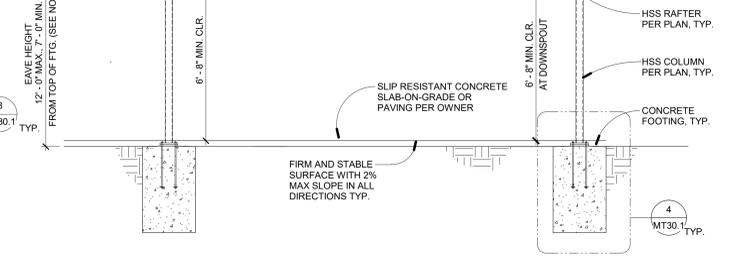 EAVE HEIGHT
12' - 0" MAX., 7' - 0" MIN.
FROM TOP OF FTG. (SEE NO
6' - 8" MIN. CLR.
6' - 8" MIN. CLR.
AT DOWNSPOUT
HSS RAFTER
PER PLAN, TYP.
HSS COLUMN
PER PLAN, TYP.
SLIP RESISTANT CONCRETE
SLAB-ON-GRADE OR
PAVING PER OWNER
CONCRETE
FOOTING, TYP.
3
30.1
TYP.
FIRM AND STABLE
SURFACE WITH 2%
MAX SLOPE IN ALL
DIRECTIONS TYP.
4
MT30.1
TYP.